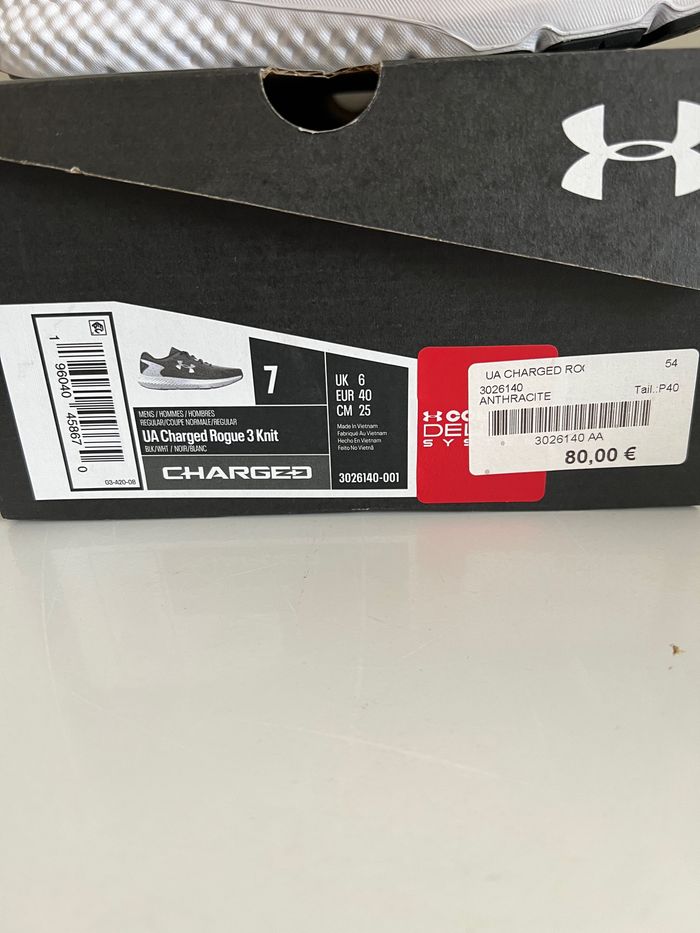 1 96040 45867 0
03-420-08
7
MENS / HOMMES / HOMBRES
REGULAR/COUPE NORMALE/REGULAR
UA Charged Rogue 3 Knit
BLK/WHT / NOIR/BLANC
CHARGED
UK 6
EUR 40
CM 25
Made in Vietnam
Fabriqué Au Vietnam
Hecho En Vietnam
Feito No Vietnã
3026140-001
UA CHARGED RO 54
3026140 Tail.:P40
ANTHRACITE
3026140 AA
80,00 €